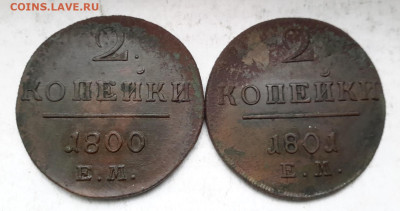 coins.lave.ru
2.
КОПЕЙКИ
1800
Е.М.
2.
КОПЕЙКИ
1801
Е.М.